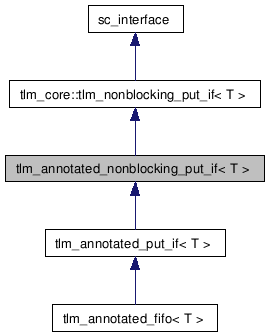 sc_interface
tlm_core::tlm_nonblocking_put_if< T >
tlm_annotated_nonblocking_put_if< T >
tlm_annotated_put_if< T >
tlm_annotated_fifo< T >